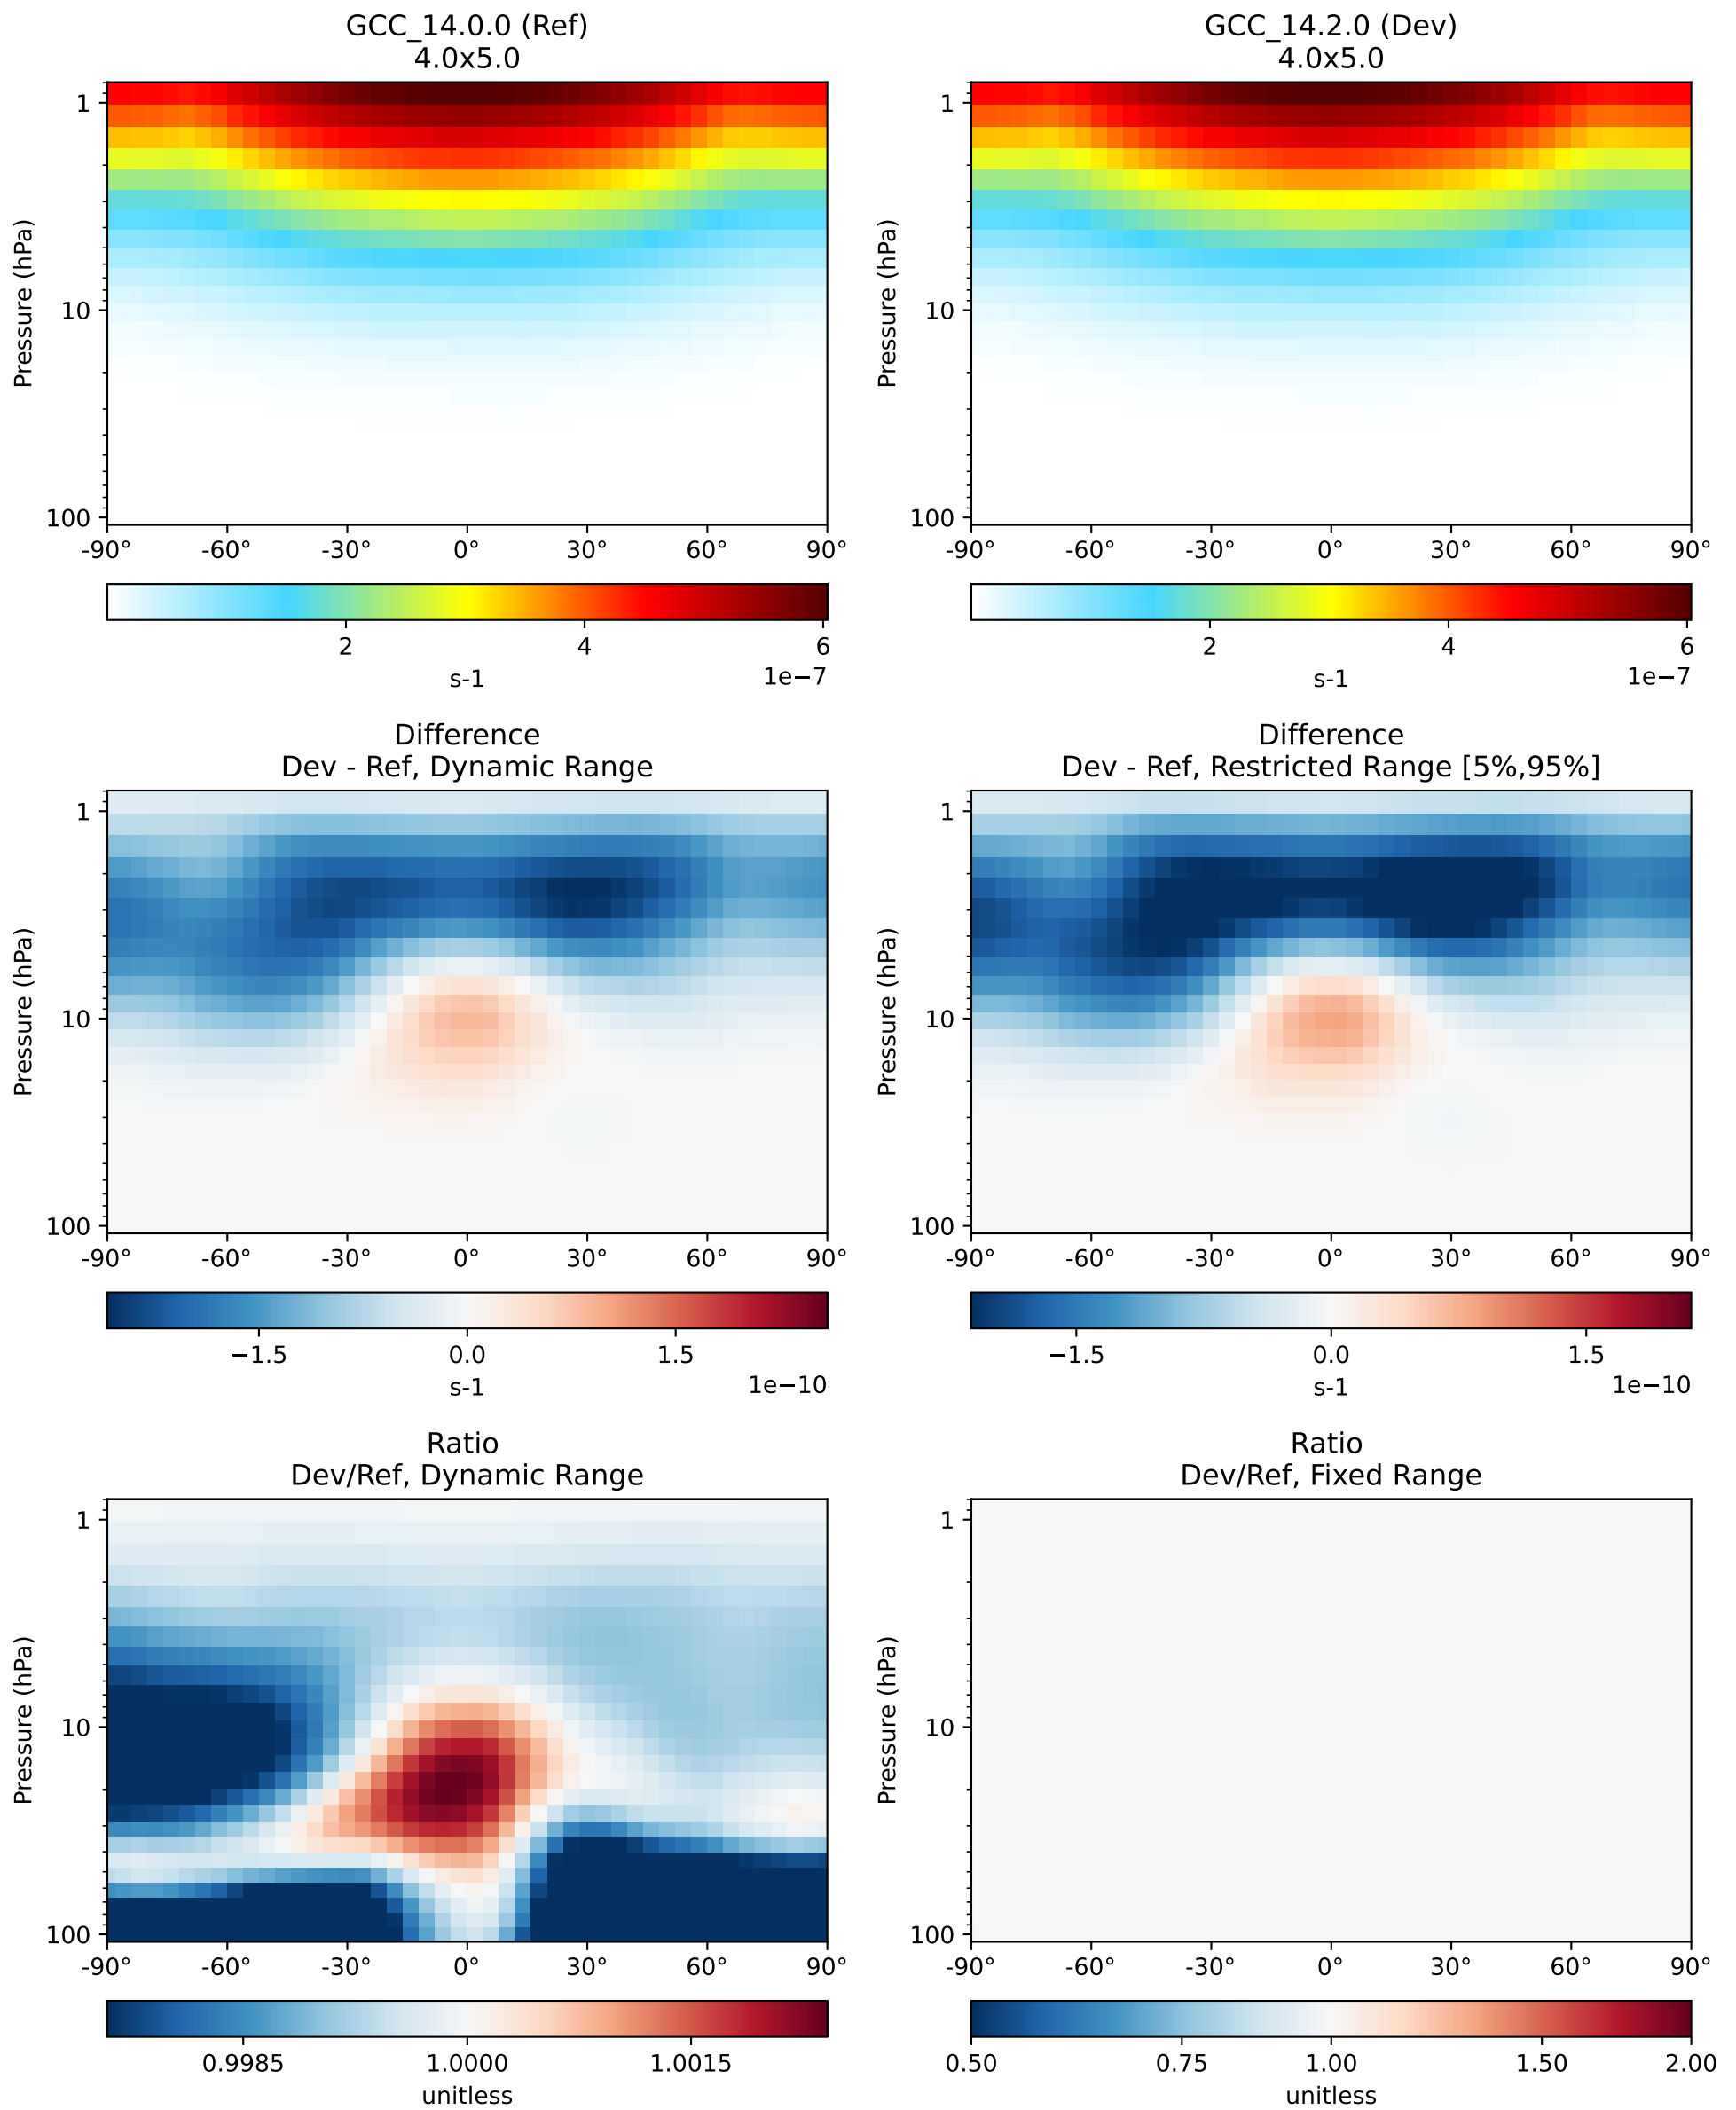 GCC_14.0.0 (Ref)
4.0x5.0
Pressure (hPa)
1
10
100
-90° -60° -30° 0° 30° 60° 90°
2 4 6
s-1 1e−7
GCC_14.2.0 (Dev)
4.0x5.0
Pressure (hPa)
1
10
100
-90° -60° -30° 0° 30° 60° 90°
2 4 6
s-1 1e−7
Difference
Dev - Ref, Dynamic Range
Pressure (hPa)
1
10
100
-90° -60° -30° 0° 30° 60° 90°
−1.5 0.0 1.5
s-1 1e−10
Difference
Dev - Ref, Restricted Range [5%,95%]
Pressure (hPa)
1
10
100
-90° -60° -30° 0° 30° 60° 90°
−1.5 0.0 1.5
s-1 1e−10
Ratio
Dev/Ref, Dynamic Range
Pressure (hPa)
1
10
100
-90° -60° -30° 0° 30° 60° 90°
0.9985 1.0000 1.0015
unitless
Ratio
Dev/Ref, Fixed Range
Pressure (hPa)
1
10
100
-90° -60° -30° 0° 30° 60° 90°
0.50 0.75 1.00 1.50 2.00
unitless